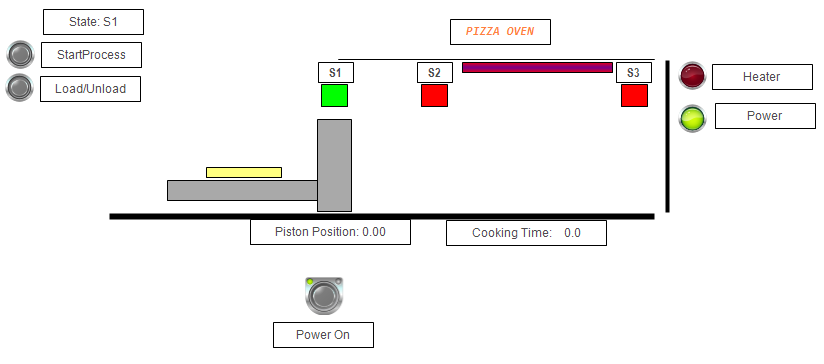 State: S1
PIZZA OVEN
StartProcess
Load/Unload
S1
S2
S3
Heater
Power
Piston Position: 0.00
Cooking Time: 0.0
Power On